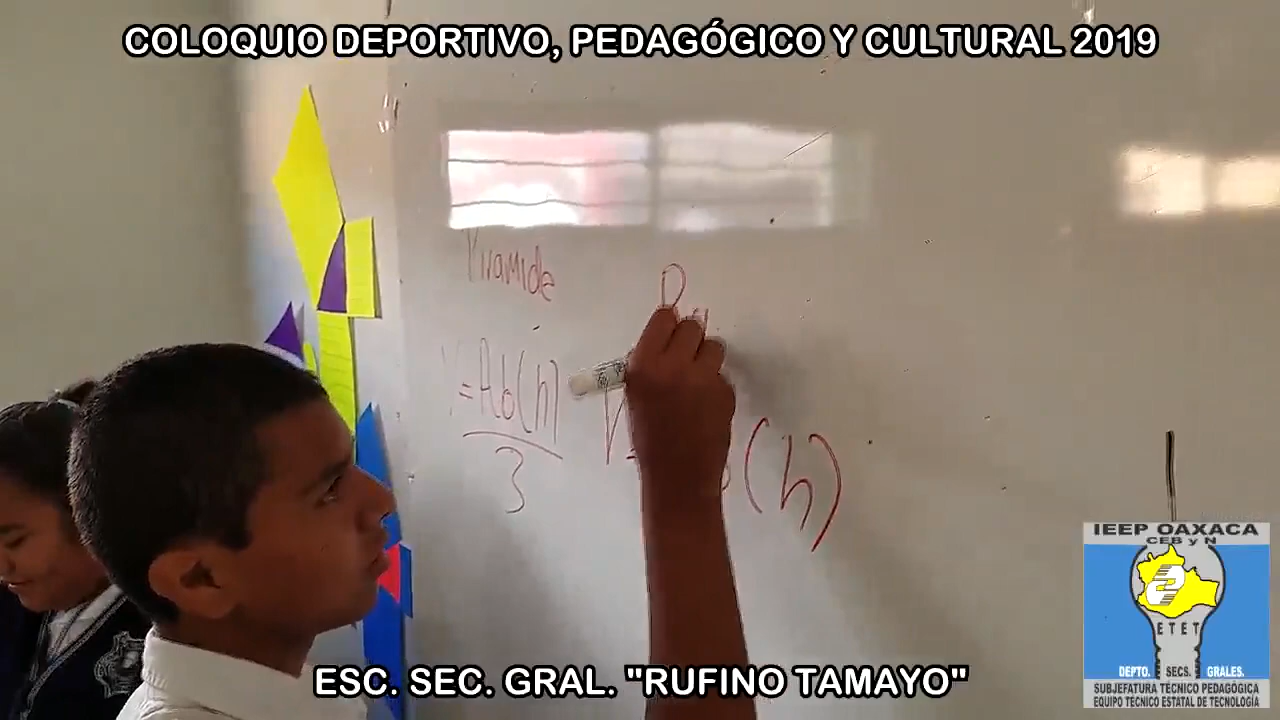 COLOQUIO DEPORTIVO, PEDAGÓGICO Y CULTURAL 2019
Piramide
V=Ab(h)
3
(h)
IEEP OAXACA
CEB y N
ETET
DEPTO. SECS. GRALES.
SUBJEFATURA TÉCNICO PEDAGÓGICA
EQUIPO TÉCNICO ESTATAL DE TECNOLOGÍA
ESC. SEC. GRAL. "RUFINO TAMAYO"